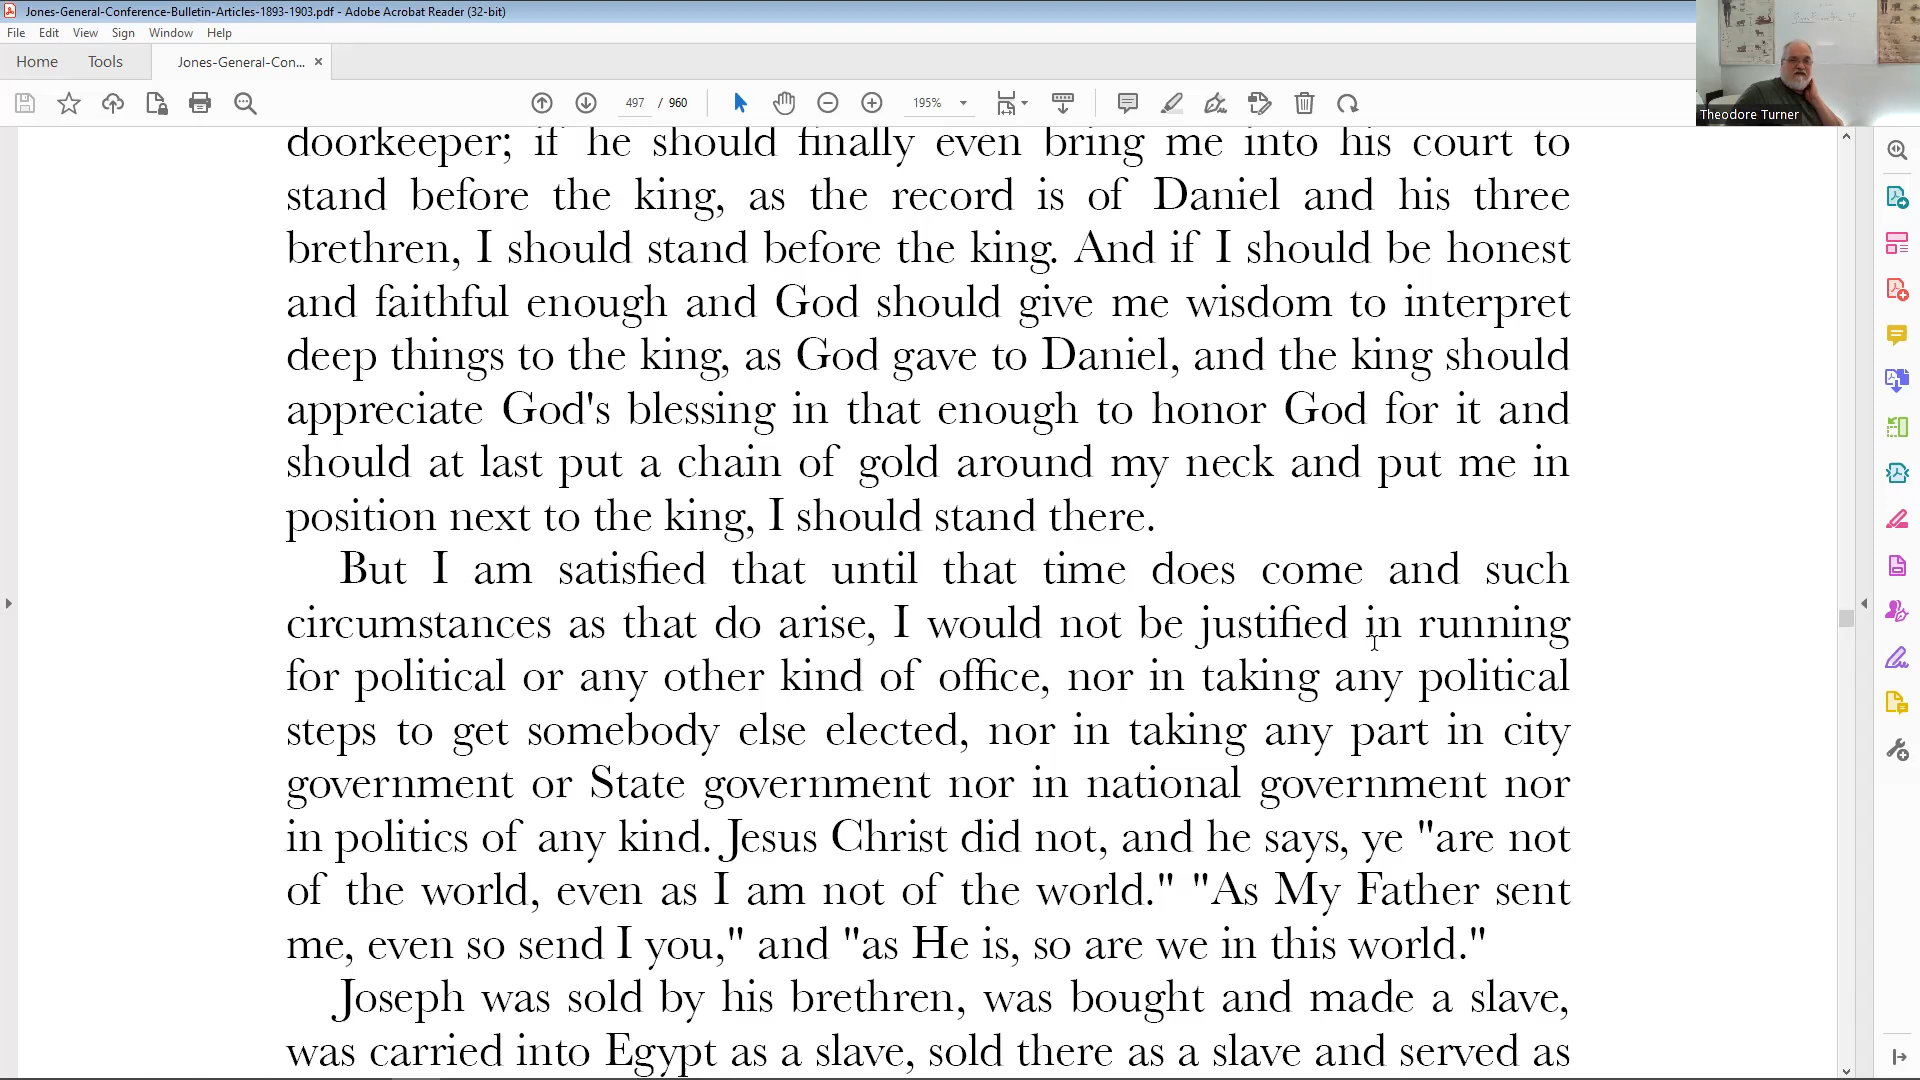 Jones-General-Conference-Bulletin-Articles-1893-1903.pdf - Adobe Acrobat Reader (32-bit)
File Edit View Sign Window Help
Home Tools Jones-General-Con... ×
497 / 960 195%
Theodore Turner
doorkeeper; if he should finally even bring me into his court to
stand before the king, as the record is of Daniel and his three
brethren, I should stand before the king. And if I should be honest
and faithful enough and God should give me wisdom to interpret
deep things to the king, as God gave to Daniel, and the king should
appreciate God's blessing in that enough to honor God for it and
should at last put a chain of gold around my neck and put me in
position next to the king, I should stand there.
But I am satisfied that until that time does come and such
circumstances as that do arise, I would not be justified in running
for political or any other kind of office, nor in taking any political
steps to get somebody else elected, nor in taking any part in city
government or State government nor in national government nor
in politics of any kind. Jesus Christ did not, and he says, ye "are not
of the world, even as I am not of the world." "As My Father sent
me, even so send I you," and "as He is, so are we in this world."
Joseph was sold by his brethren, was bought and made a slave,
was carried into Egypt as a slave, sold there as a slave and served as